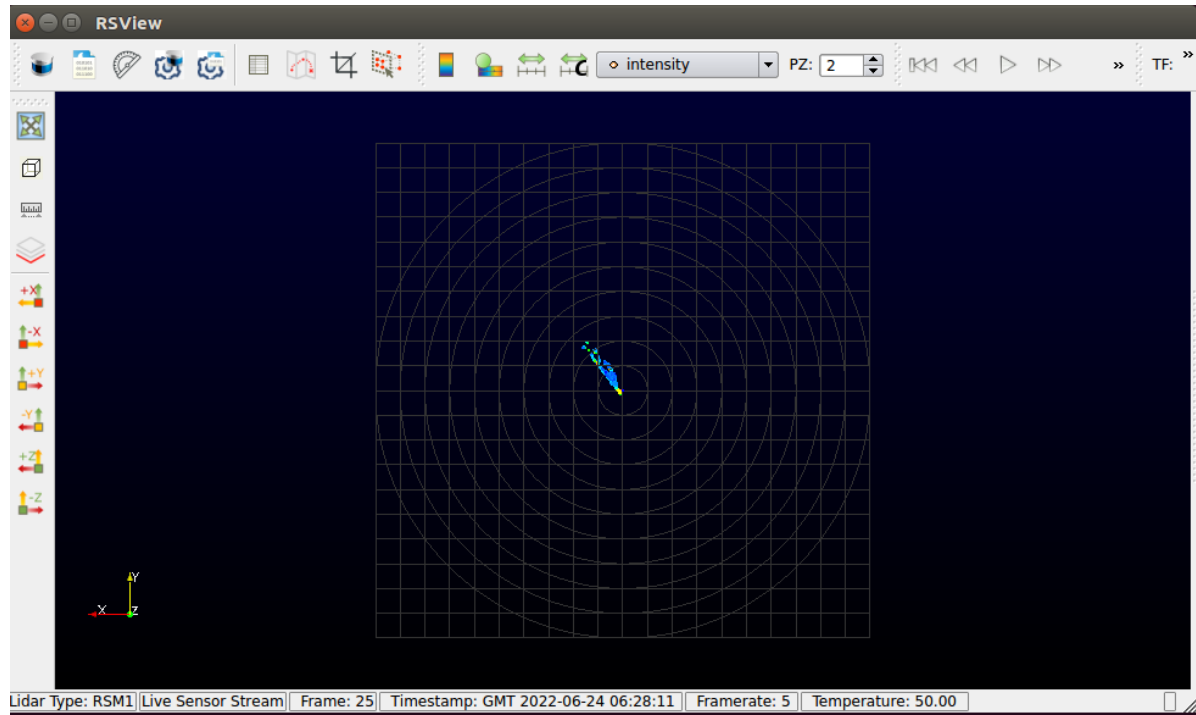 RSView
intensity PZ: 2 » TF: »
+X
-X
+Y
-Y
+Z
-Z
Y
X Z
Lidar Type: RSM1 Live Sensor Stream Frame: 25 Timestamp: GMT 2022-06-24 06:28:11 Framerate: 5 Temperature: 50.00